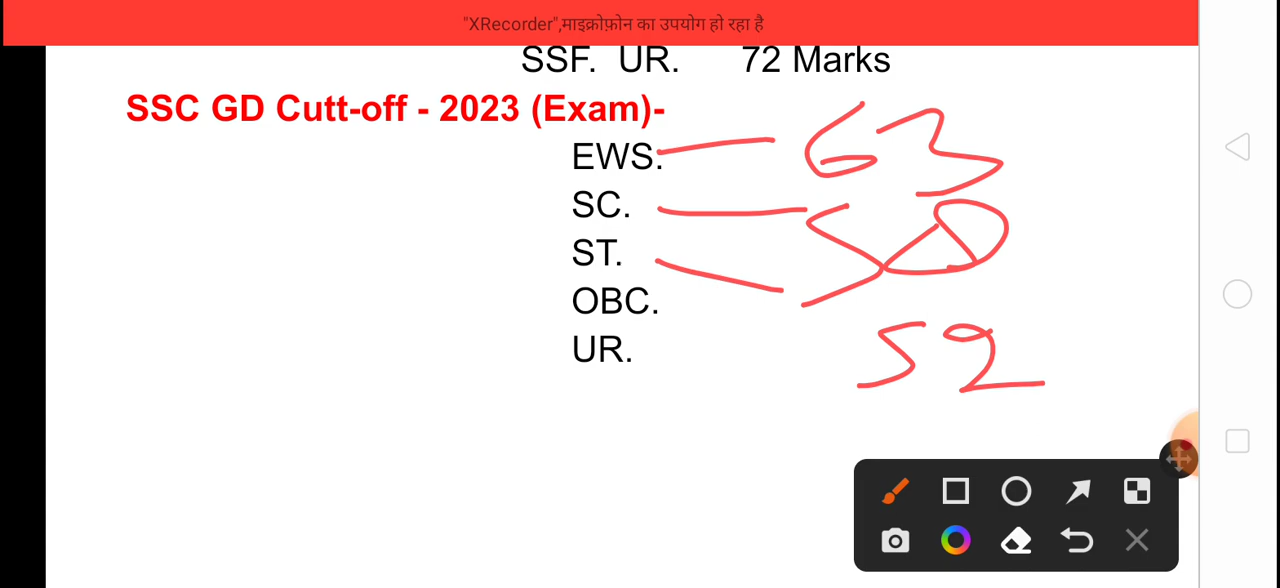 "XRecorder",माइक्रोफ़ोन का उपयोग हो रहा है
SSF. UR. 72 Marks
SSC GD Cutt-off - 2023 (Exam)-
EWS. 63
SC.
ST.
OBC.
UR. 52